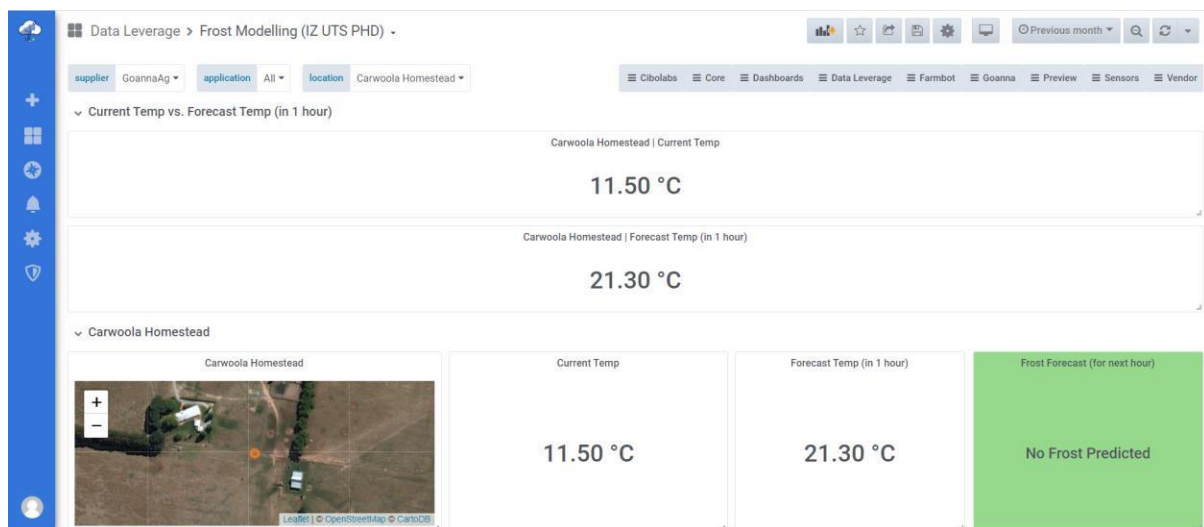 Data Leverage > Frost Modelling (IZ UTS PHD)
Previous month
supplier GoannaAg application All location Carwoola Homestead
Cibolabs Core Dashboards Data Leverage Farmbot Goanna Preview Sensors Vendor
Current Temp vs. Forecast Temp (in 1 hour)
Carwoola Homestead | Current Temp
11.50 °C
Carwoola Homestead | Forecast Temp (in 1 hour)
21.30 °C
Carwoola Homestead
Carwoola Homestead
+
−
Leaflet | © OpenStreetMap © CartoDB
Current Temp
11.50 °C
Forecast Temp (in 1 hour)
21.30 °C
Frost Forecast (for next hour)
No Frost Predicted